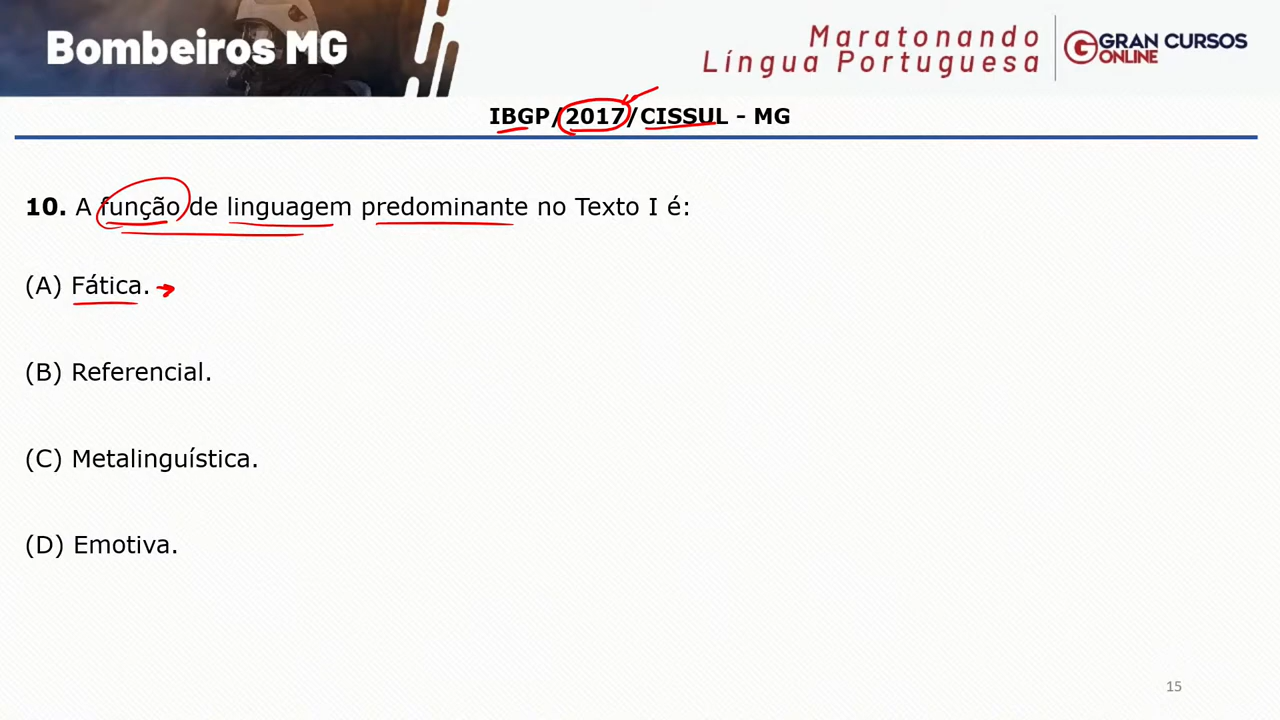 Bombeiros MG
Maratonando
Língua Portuguesa
GRAN CURSOS
ONLINE
IBGP/2017/CISSUL - MG
10. A função de linguagem predominante no Texto I é:
(A) Fática.
(B) Referencial.
(C) Metalinguística.
(D) Emotiva.
15